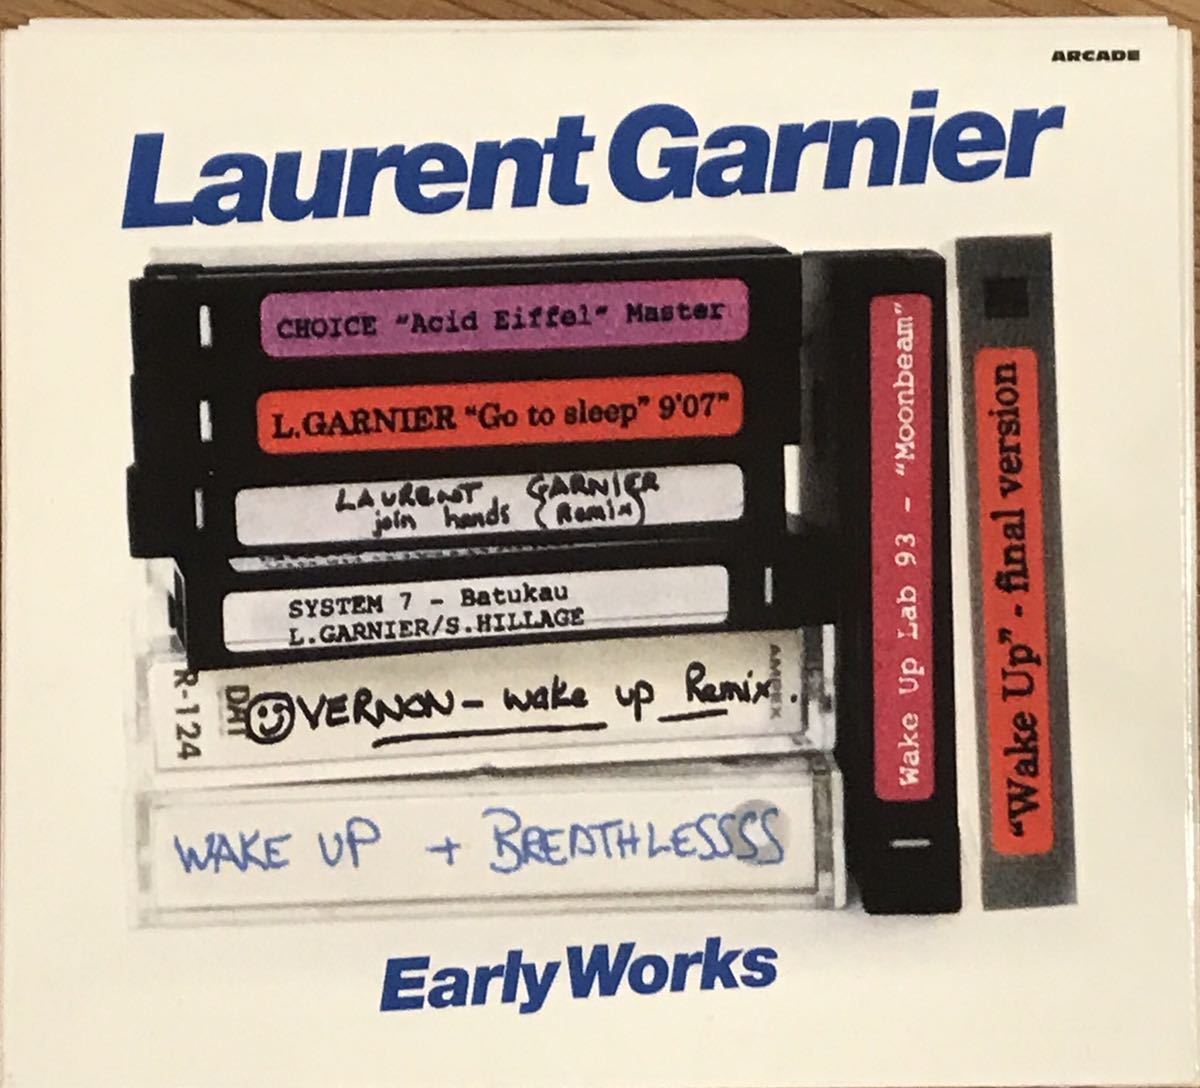 ARCADE
Laurent Garnier
CHOICE "Acid Eiffel" Master
L.GARNIER "Go to sleep" 9'07"
LAURENT GARNIER
join hands (Remix)
SYSTEM 7 - Batukau
L.GARNIER/S.HILLAGE
R-124
DAT
AMPEX
VERNON - wake up Remix.
WAKE UP + BREATHLESSSS
Wake Up Lab 93 - "Moonbeam"
"Wake Up" - final version
Early Works